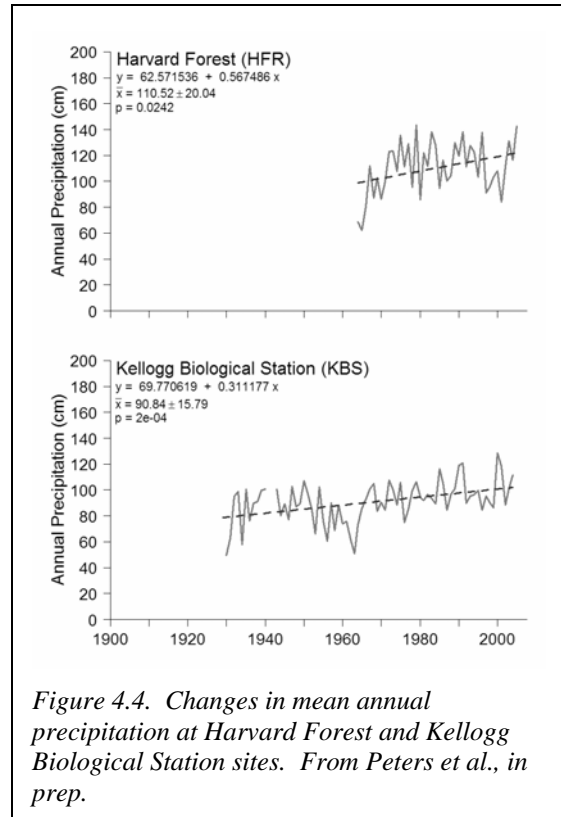 Harvard Forest (HFR)
y = 62.571536 + 0.567486 x
x̄ = 110.52 ± 20.04
p = 0.0242
Annual Precipitation (cm)
200
180
160
140
120
100
80
60
40
20
0
Kellogg Biological Station (KBS)
y = 69.770619 + 0.311177 x
x̄ = 90.84 ± 15.79
p = 2e-04
Annual Precipitation (cm)
200
180
160
140
120
100
80
60
40
20
0
1900 1920 1940 1960 1980 2000
Figure 4.4. Changes in mean annual
precipitation at Harvard Forest and Kellogg
Biological Station sites. From Peters et al., in
prep.